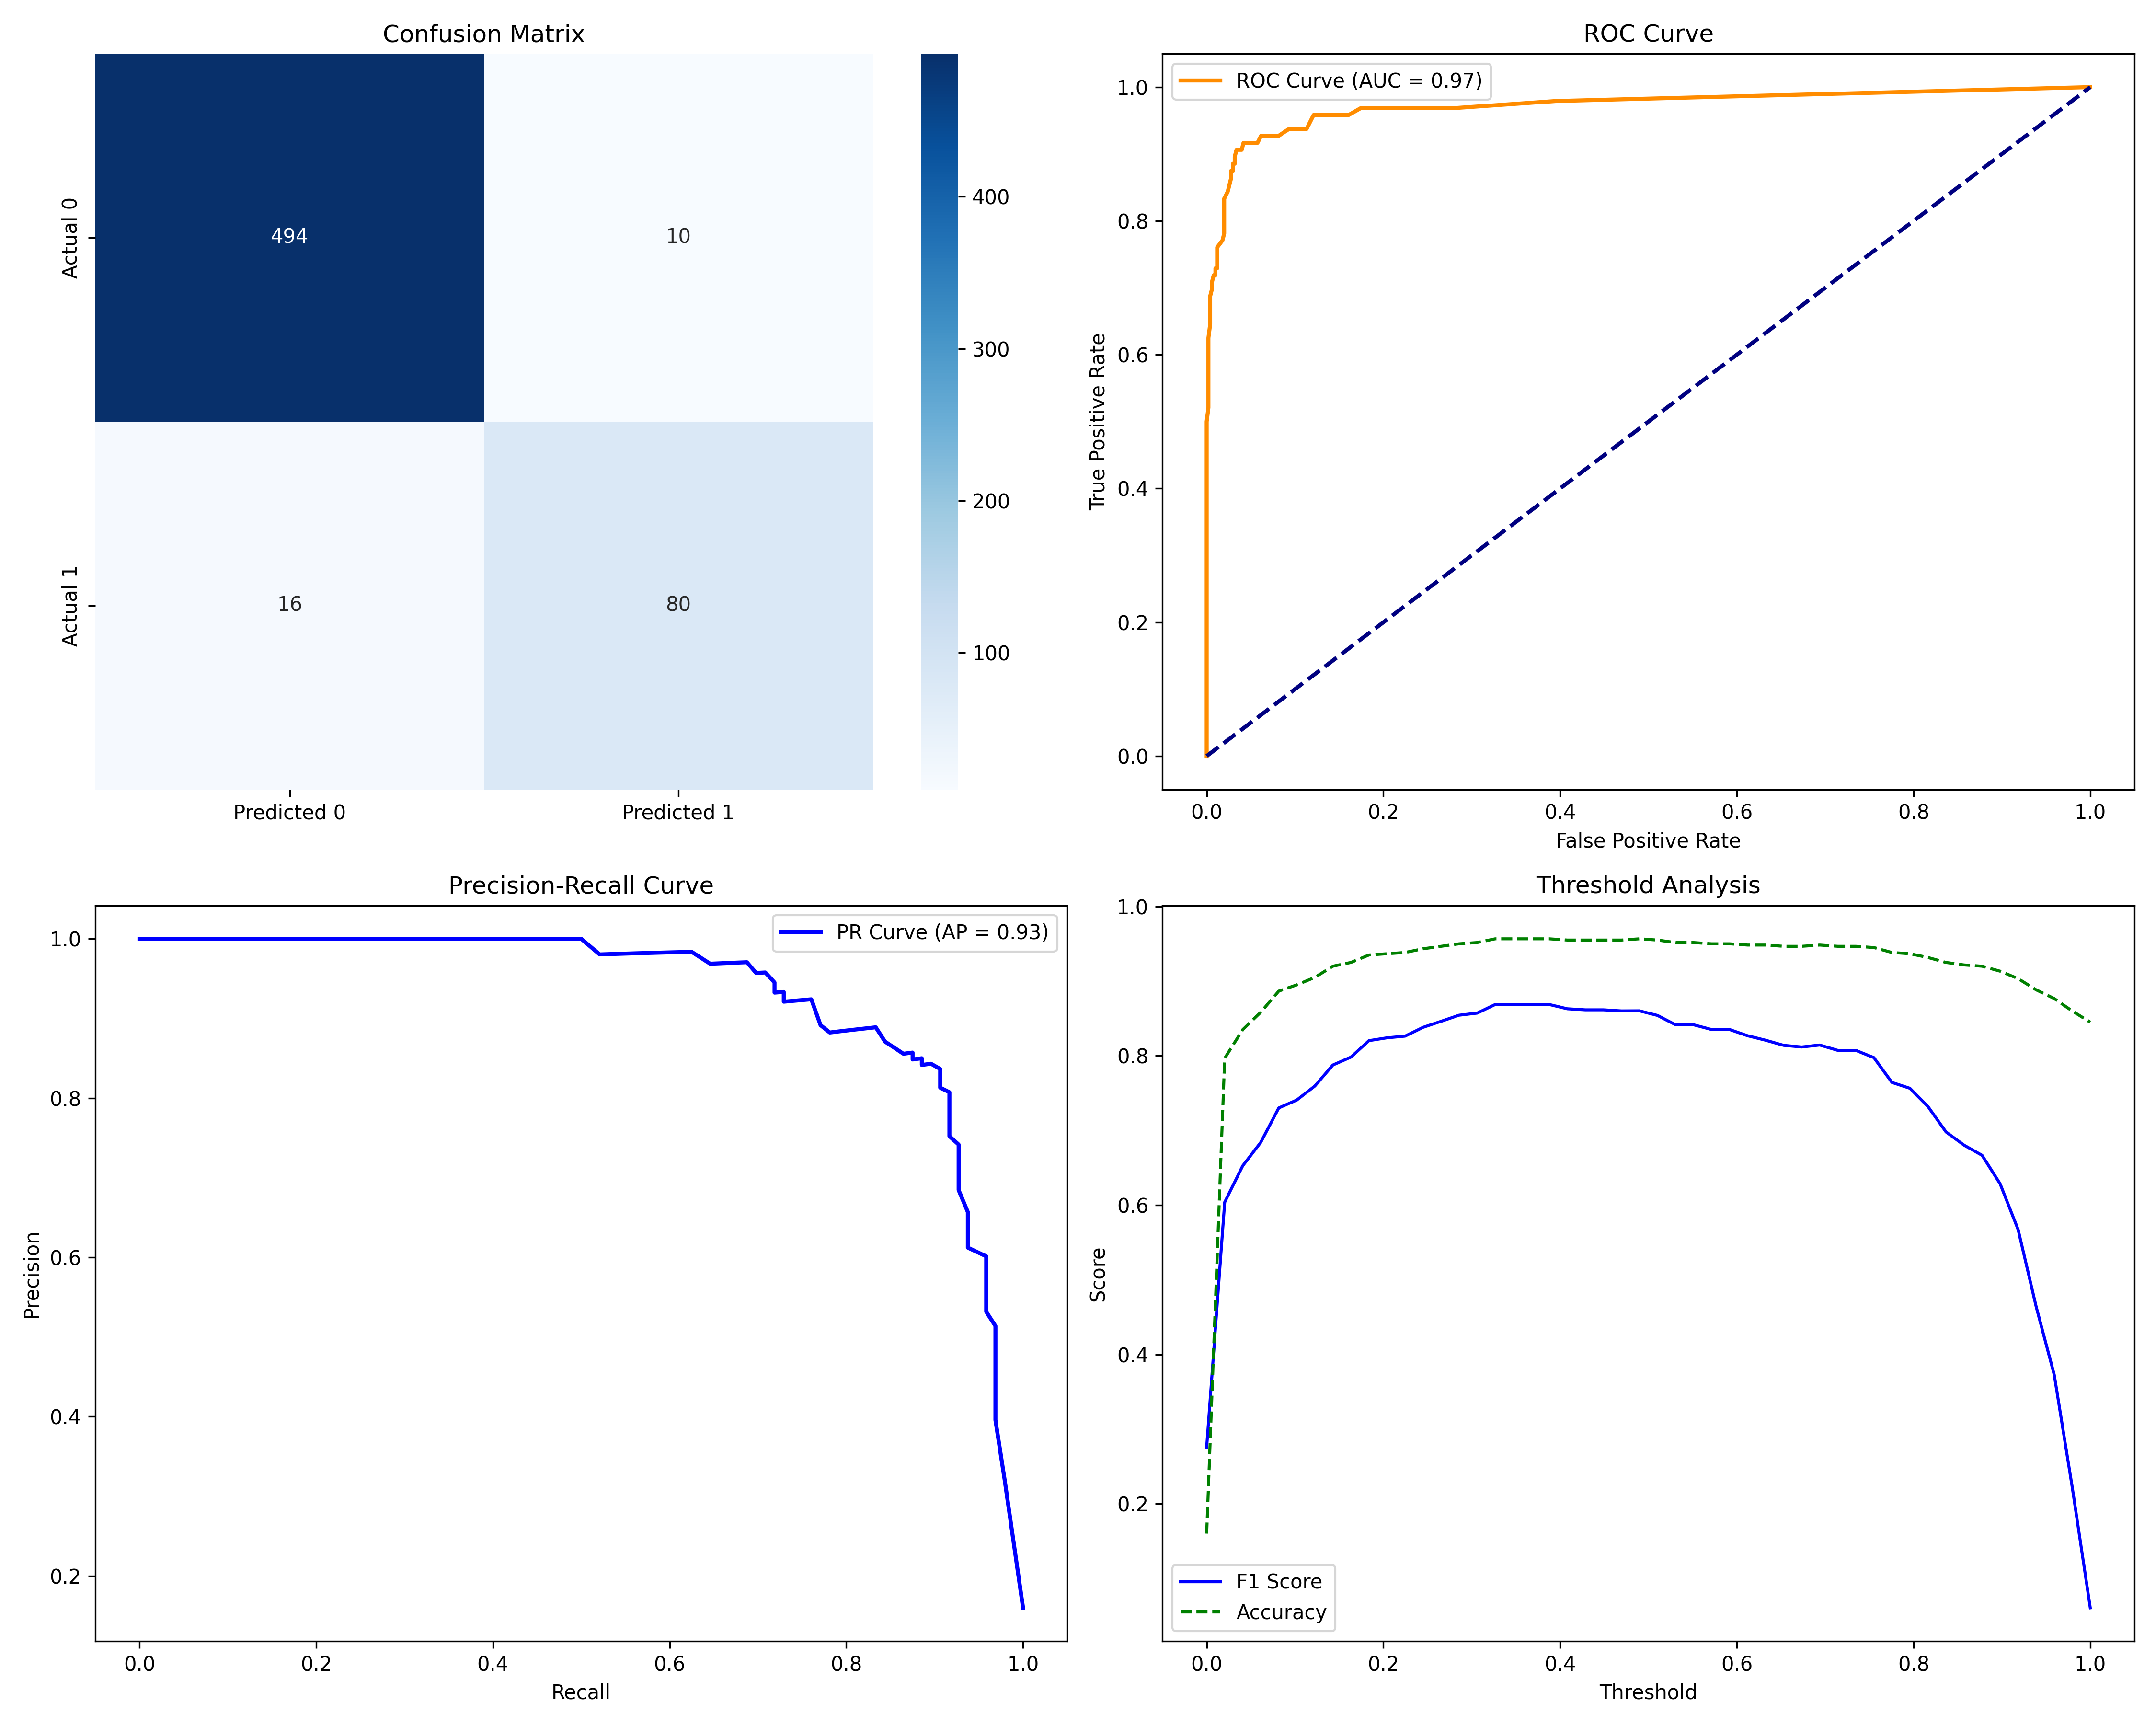 Confusion Matrix
Actual 0
Actual 1
494
10
16
80
Predicted 0
Predicted 1
400
300
200
100
ROC Curve
ROC Curve (AUC = 0.97)
True Positive Rate
1.0
0.8
0.6
0.4
0.2
0.0
0.0
0.2
0.4
0.6
0.8
1.0
False Positive Rate
Precision-Recall Curve
PR Curve (AP = 0.93)
Precision
1.0
0.8
0.6
0.4
0.2
0.0
0.2
0.4
0.6
0.8
1.0
Recall
Threshold Analysis
Score
1.0
0.8
0.6
0.4
0.2
F1 Score
Accuracy
0.0
0.2
0.4
0.6
0.8
1.0
Threshold